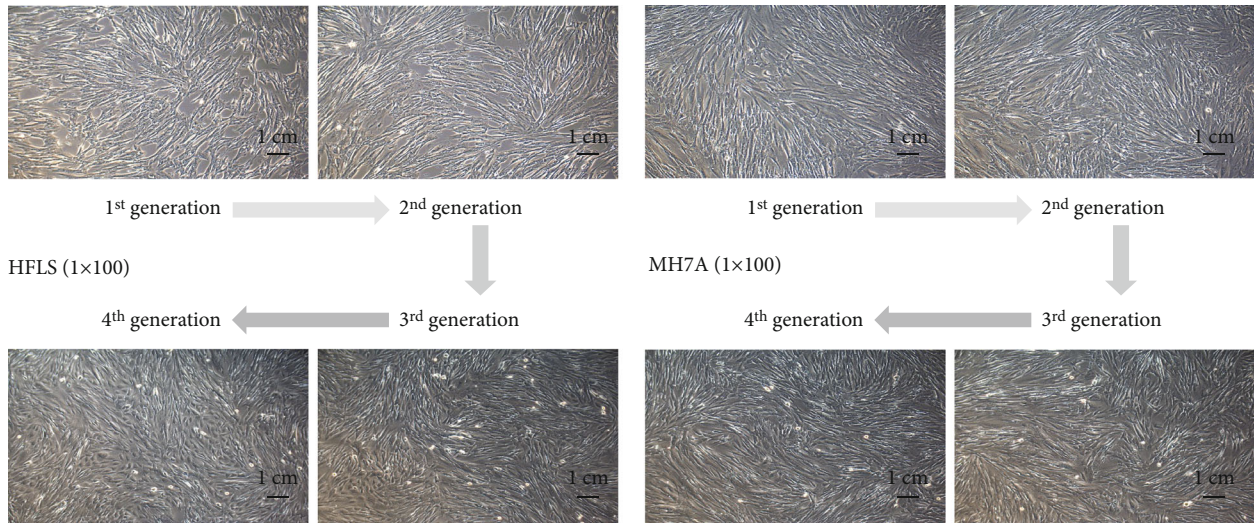 1 cm
1 cm
1 cm
1 cm
1st generation
2nd generation
1st generation
2nd generation
HFLS (1×100)
MH7A (1×100)
4th generation
3rd generation
4th generation
3rd generation
1 cm
1 cm
1 cm
1 cm